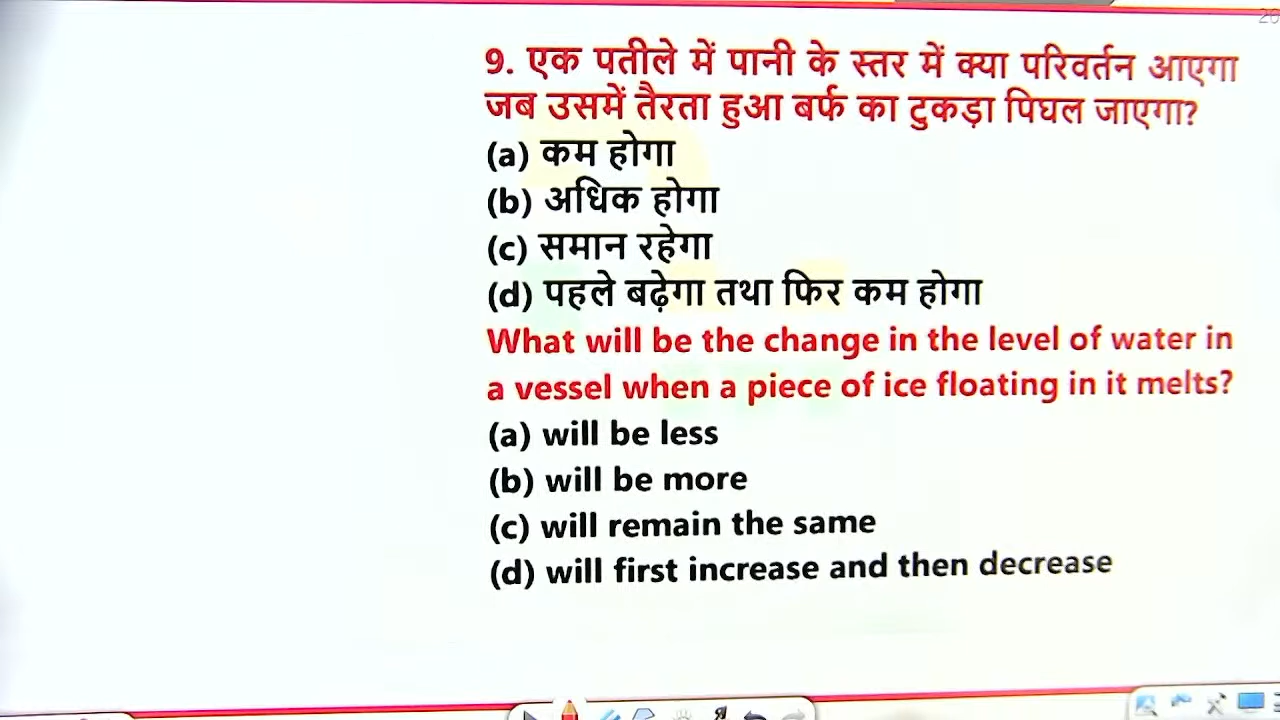 9. एक पतीले में पानी के स्तर में क्या परिवर्तन आएगा
जब उसमें तैरता हुआ बर्फ का टुकड़ा पिघल जाएगा?
(a) कम होगा
(b) अधिक होगा
(c) समान रहेगा
(d) पहले बढ़ेगा तथा फिर कम होगा
What will be the change in the level of water in
a vessel when a piece of ice floating in it melts?
(a) will be less
(b) will be more
(c) will remain the same
(d) will first increase and then decrease